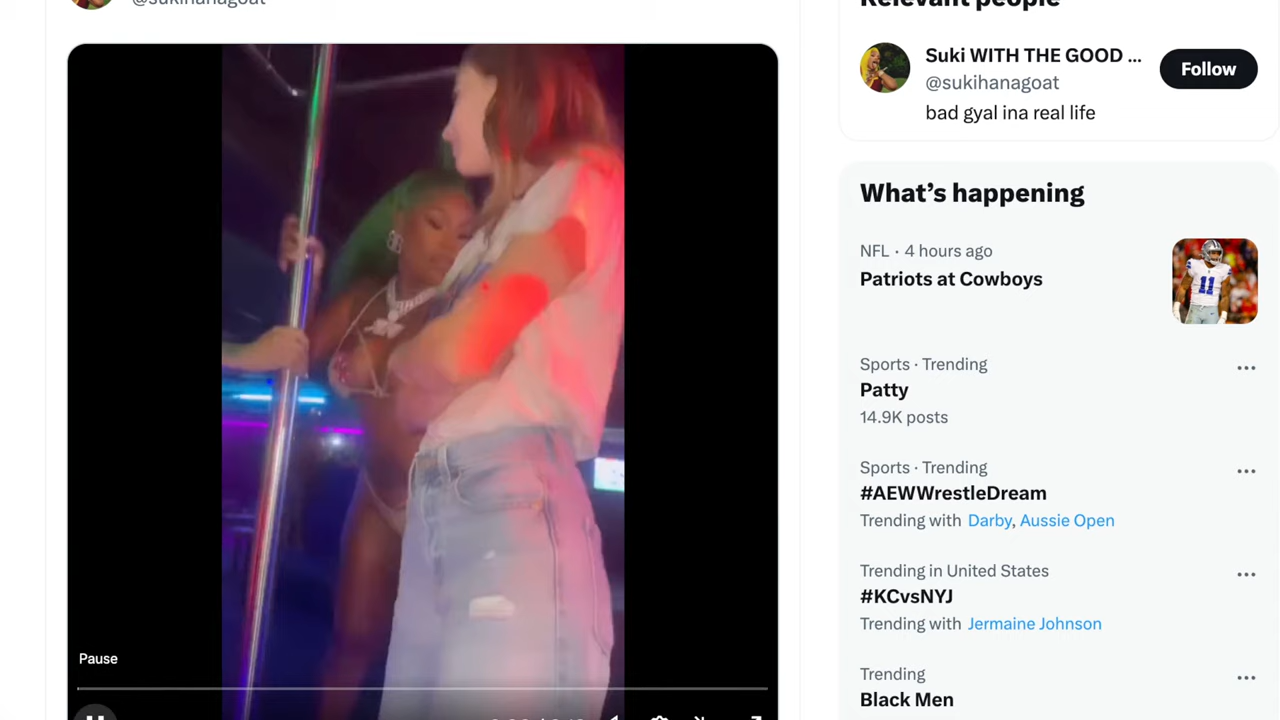 @sukihanagoat
Pause
Relevant people
Suki WITH THE GOOD ...
@sukihanagoat
bad gyal ina real life
Follow
What's happening
NFL · 4 hours ago
Patriots at Cowboys
11
Sports · Trending
Patty
14.9K posts
Sports · Trending
#AEWWrestleDream
Trending with Darby, Aussie Open
Trending in United States
#KCvsNYJ
Trending with Jermaine Johnson
Trending
Black Men